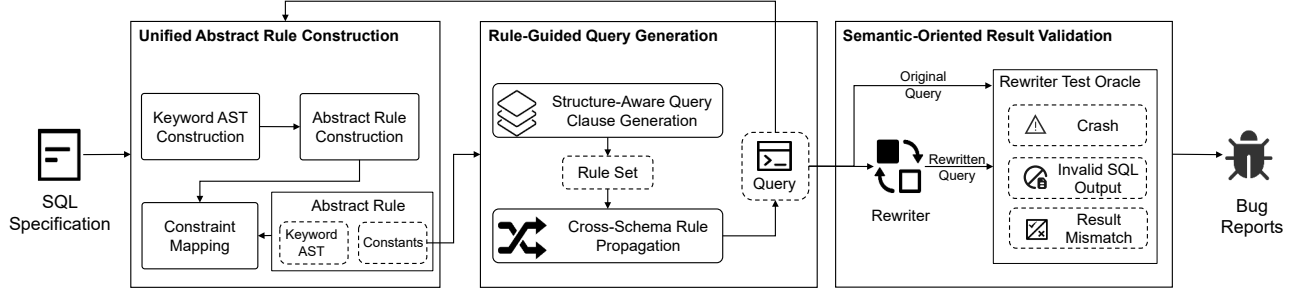 SQL
Specification
Unified Abstract Rule Construction
Keyword AST
Construction
Abstract Rule
Construction
Constraint
Mapping
Abstract Rule
Keyword
AST
Constants
Rule-Guided Query Generation
Structure-Aware Query
Clause Generation
Rule Set
Cross-Schema Rule
Propagation
Query
Semantic-Oriented Result Validation
Original
Query
Rewriter
Rewritten
Query
Rewriter Test Oracle
Crash
Invalid SQL
Output
Result
Mismatch
Bug
Reports